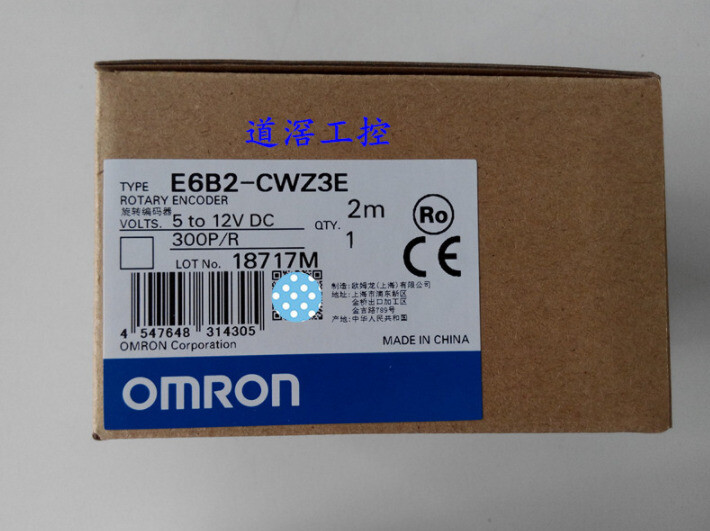 道滘工控
TYPE E6B2-CWZ3E
ROTARY ENCODER
旋转编码器
VOLTS. 5 to 12V DC
QTY. 2m
300P/R 1
LOT No. 18717M
Ro
CE
制造: 欧姆龙(上海)有限公司
地址: 上海市浦东新区
金桥出口加工区
金吉路789号
产地: 中华人民共和国
4 547648 314305
OMRON Corporation
MADE IN CHINA
OMRON